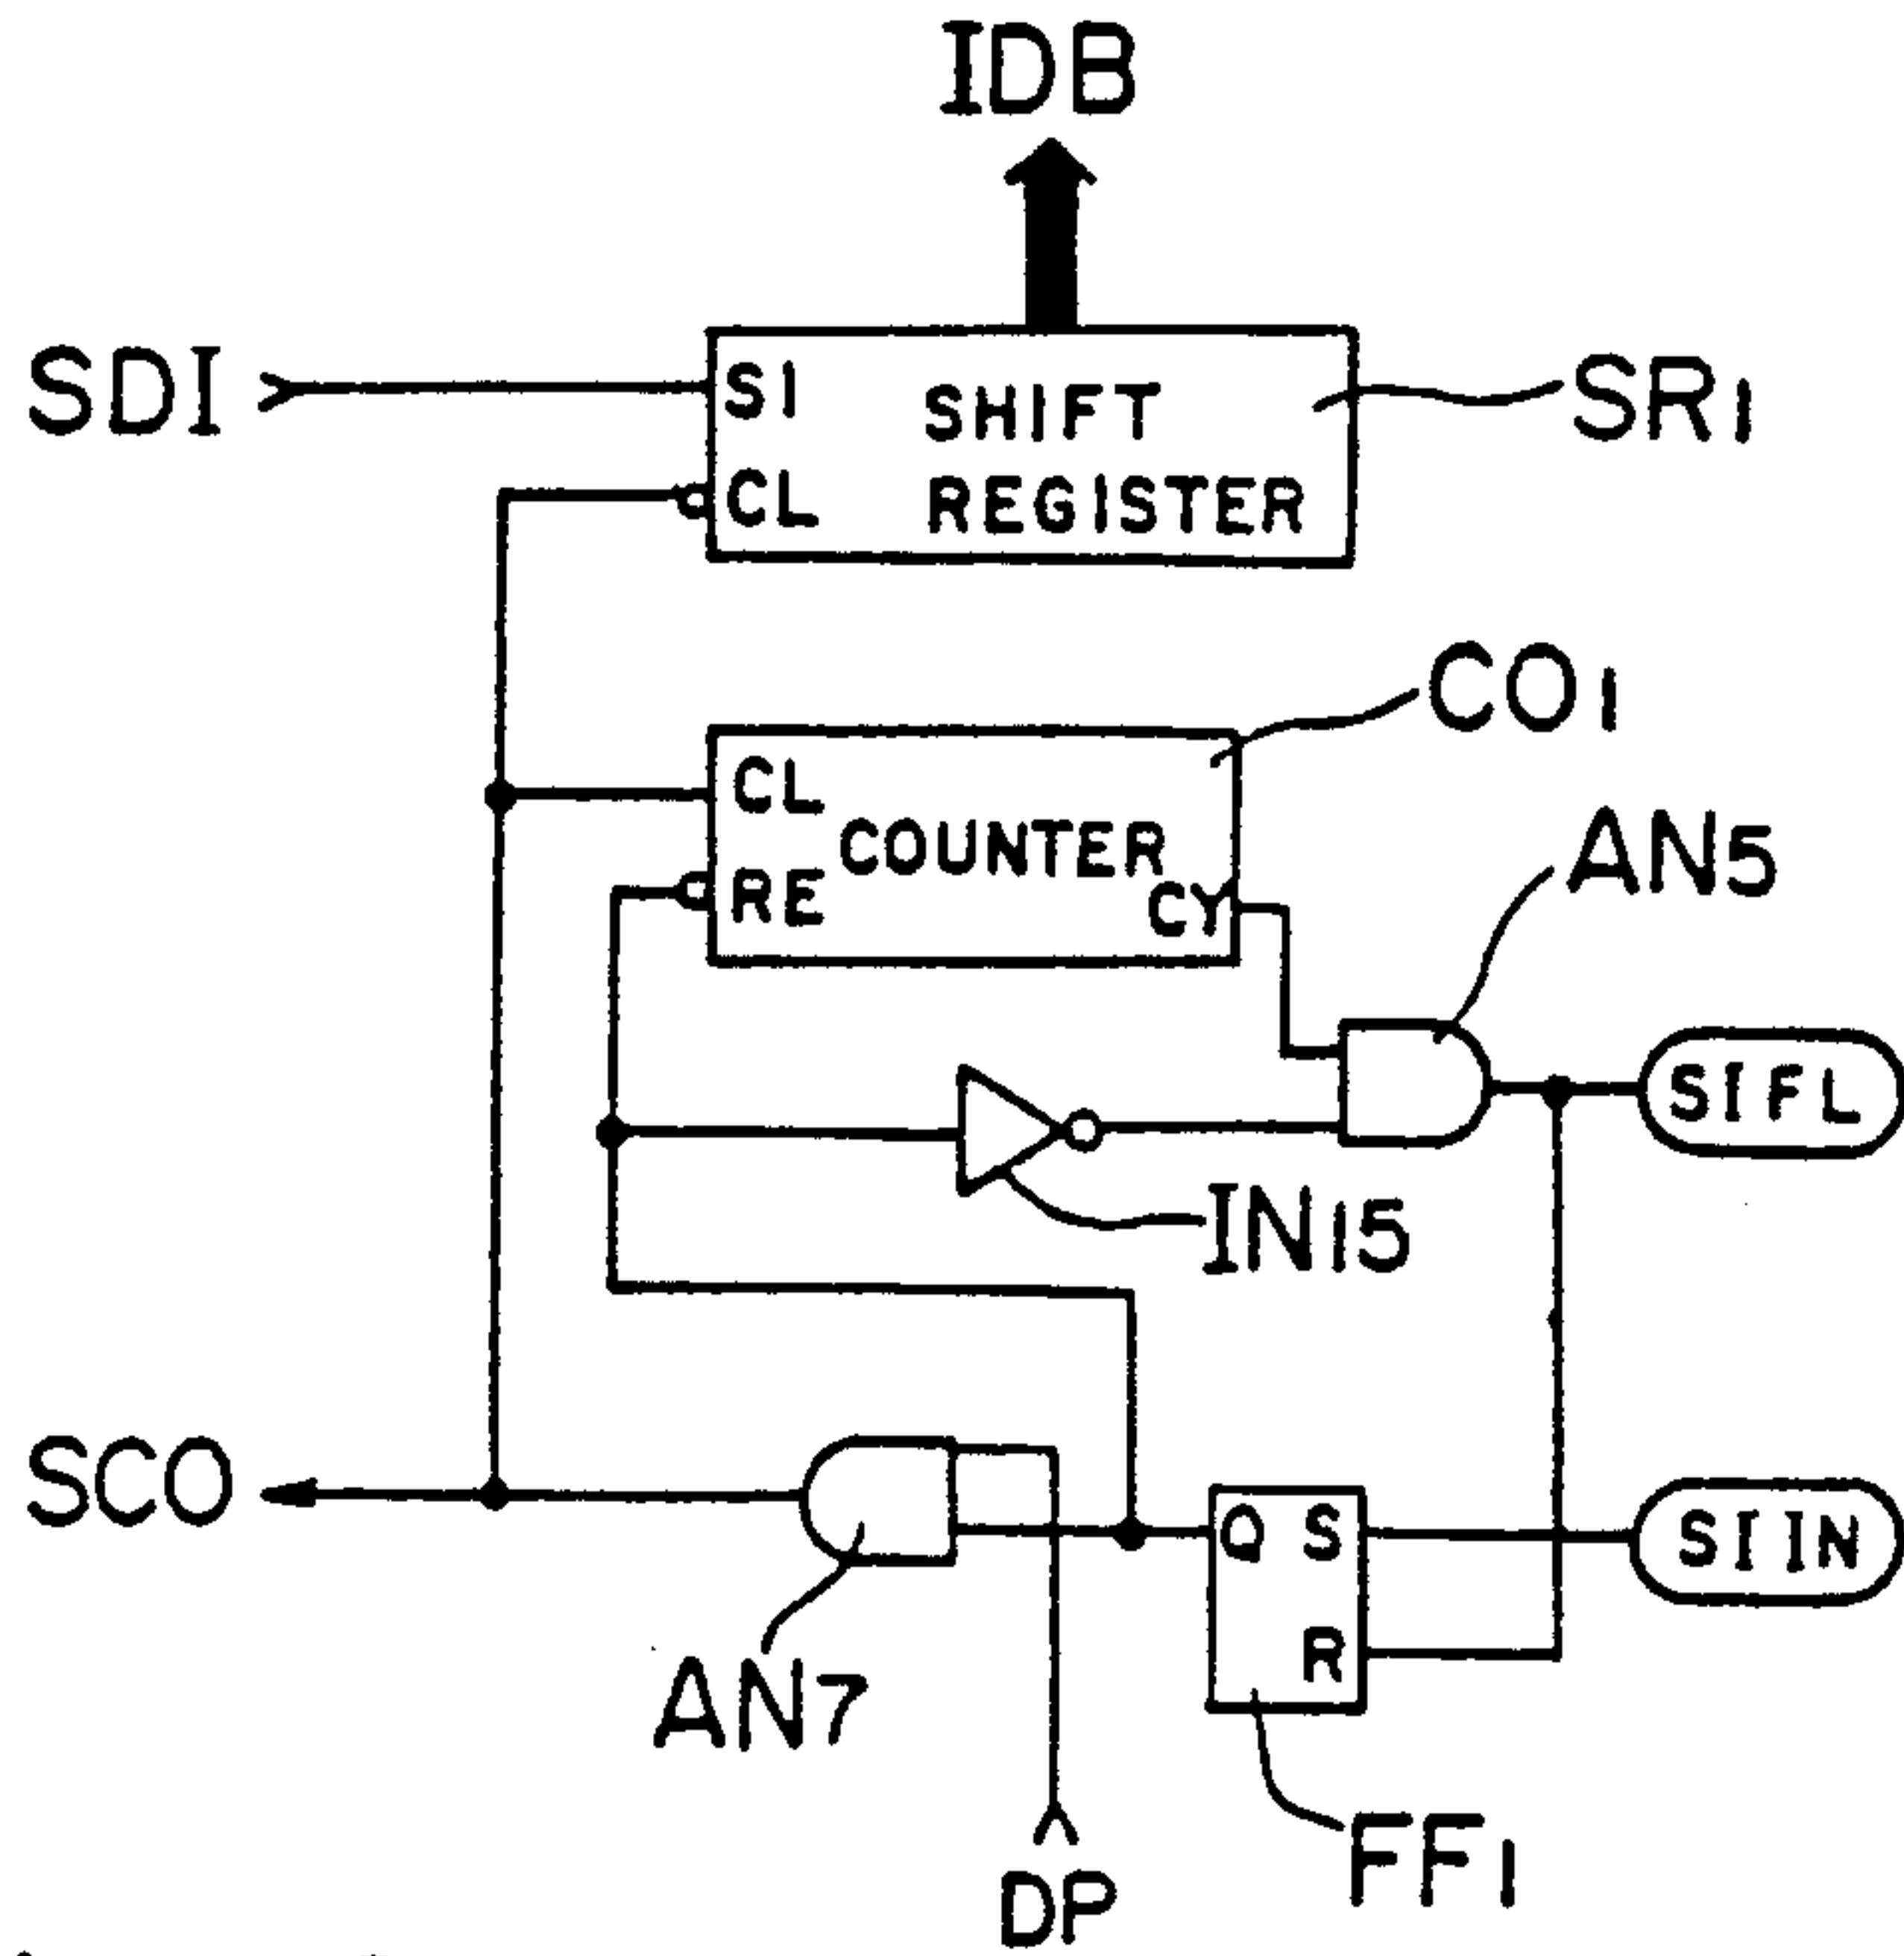 IDB
SDI
SI
SHIFT
REGISTER
CL
SR1
CO1
CL
COUNTER
RE
CY
AN5
SIFL
IN15
SCO
Q
S
R
SIIN
AN7
FF1
DP